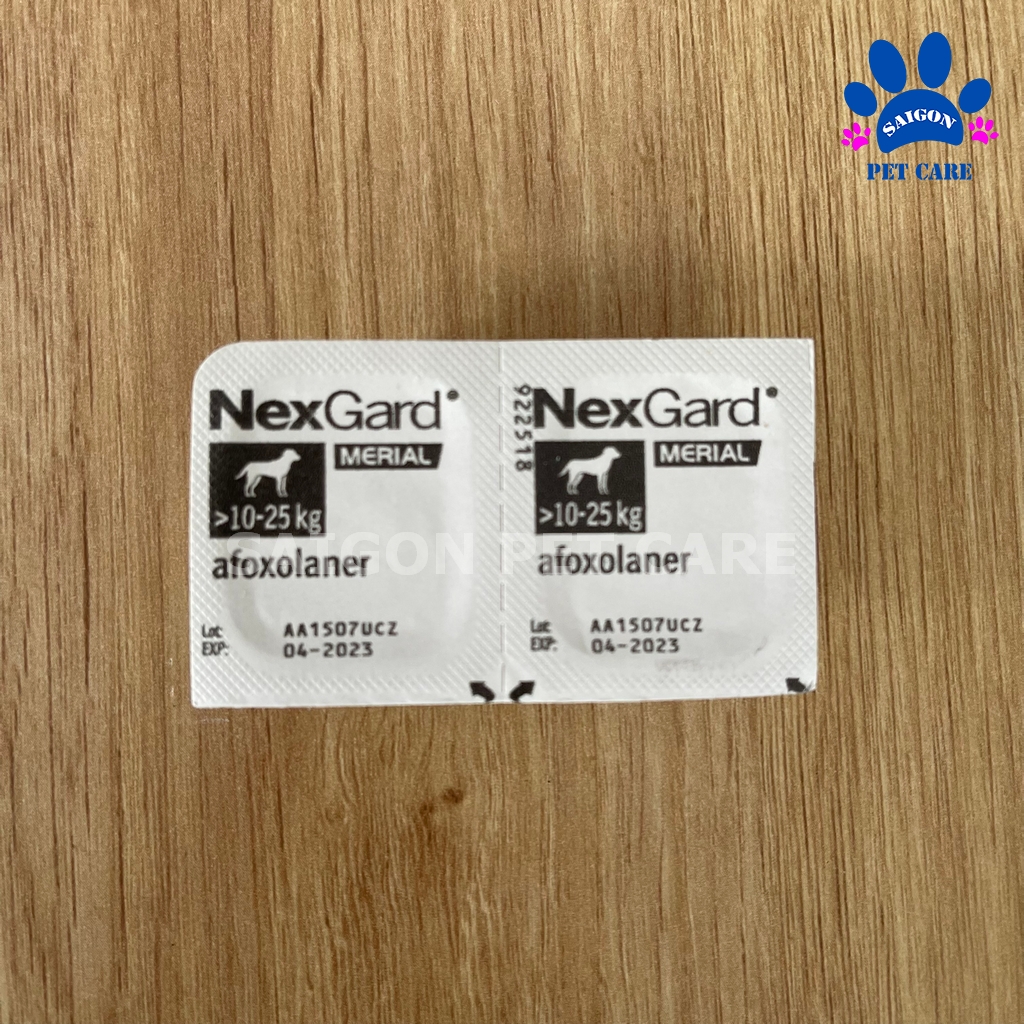 SAIGON
PET CARE
NexGard
MERIAL
>10-25 kg
afoxolaner
Lot:
AA1507UCZ
EXP:
04-2023
922518
NexGard
MERIAL
>10-25 kg
afoxolaner
Lot:
AA1507UCZ
EXP:
04-2023
SAIGON PET CARE